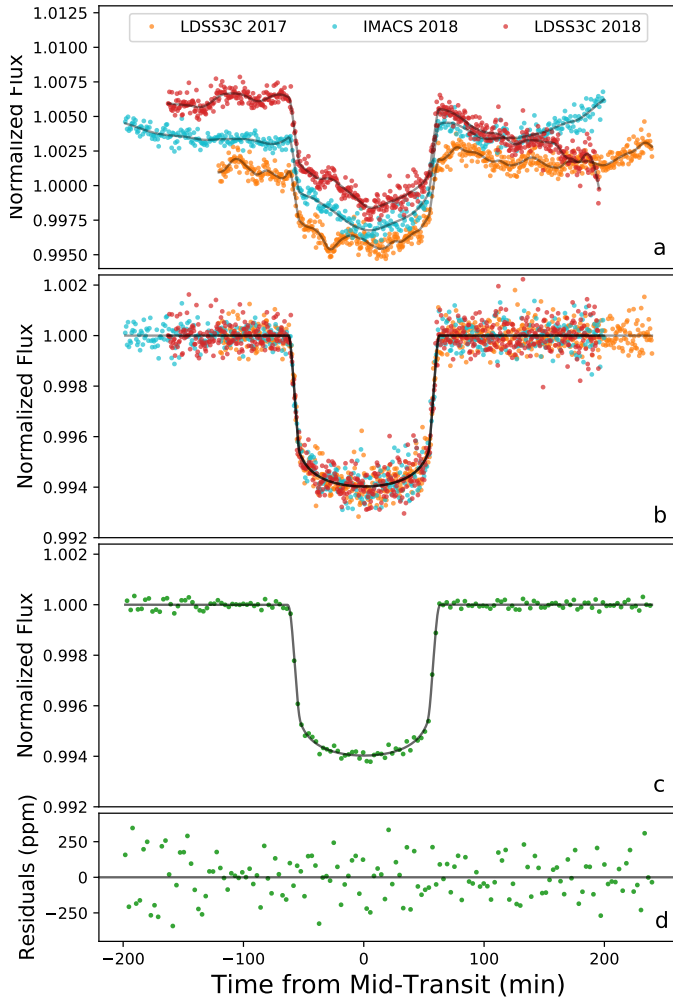 LDSS3C 2017 IMACS 2018 LDSS3C 2018
1.0125
1.0100
1.0075
1.0050
1.0025
1.0000
0.9975
0.9950
Normalized Flux
a
1.002
1.000
0.998
0.996
0.994
0.992
Normalized Flux
b
1.002
1.000
0.998
0.996
0.994
0.992
Normalized Flux
c
250
0
−250
Residuals (ppm)
d
−200 −100 0 100 200
Time from Mid-Transit (min)